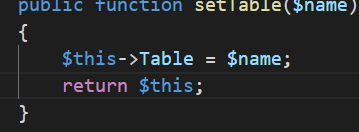 public function setTable($name)
{
    $this->Table = $name;
    return $this;
}